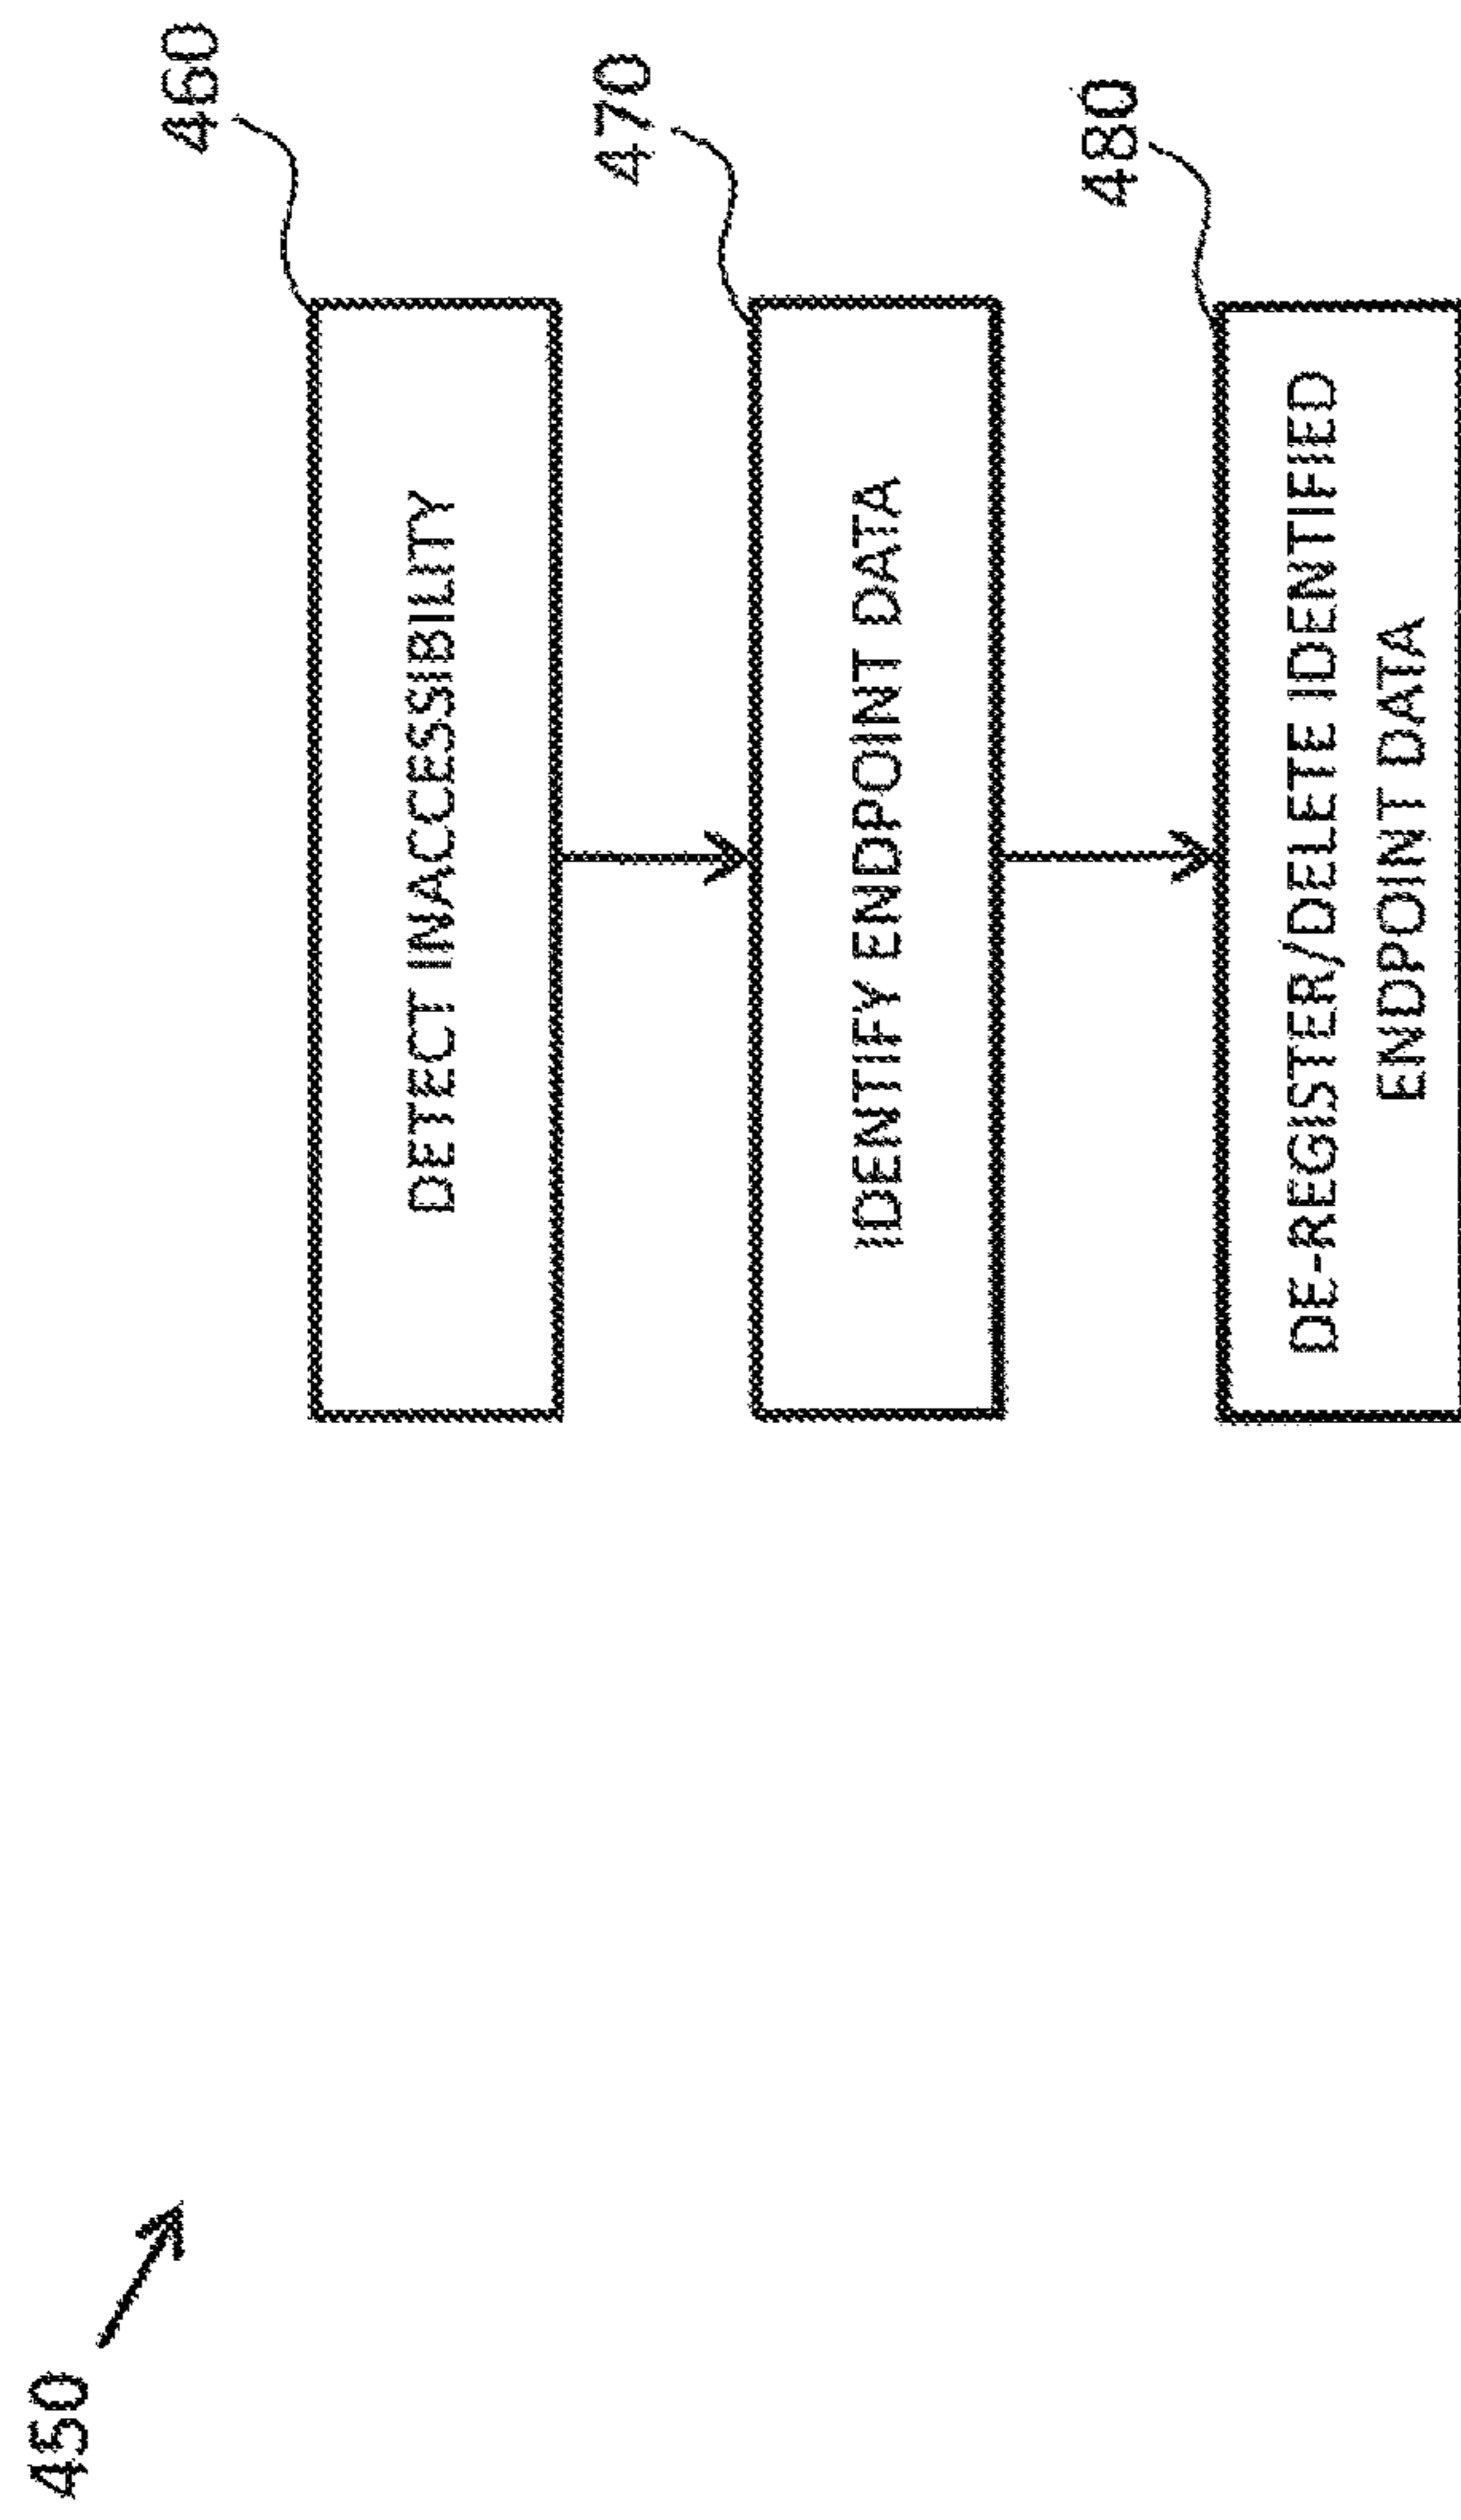 450
460
DETECT INACCESSIBILITY
470
IDENTIFY ENDPOINT DATA
480
DE-REGISTER/DELETE IDENTIFIED
ENDPOINT DATA